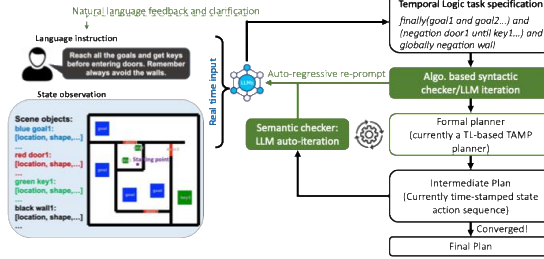 Natural language feedback and clarification
Language instruction
Reach all the goals and get keys
before entering doors. Remember
always avoid the walls.
State observation
Scene objects:
blue goal1:
[location, shape,...]
...
red door1:
[location, shape,...]
...
green key1:
[location, shape,...]
...
black wall1:
[location, shape,...]
...
goal
Starting point
goal
goal
Real time input
LLMs
Auto-regressive re-prompt
Semantic checker:
LLM auto-iteration
Temporal Logic task specification
finally(goal1 and goal2...) and
(negation door1 until key1...) and
globally negation wall
Algo. based syntactic
checker/LLM iteration
Formal planner
(currently a TL-based TAMP
planner)
Intermediate Plan
(Currently time-stamped state
action sequence)
Converged!
Final Plan